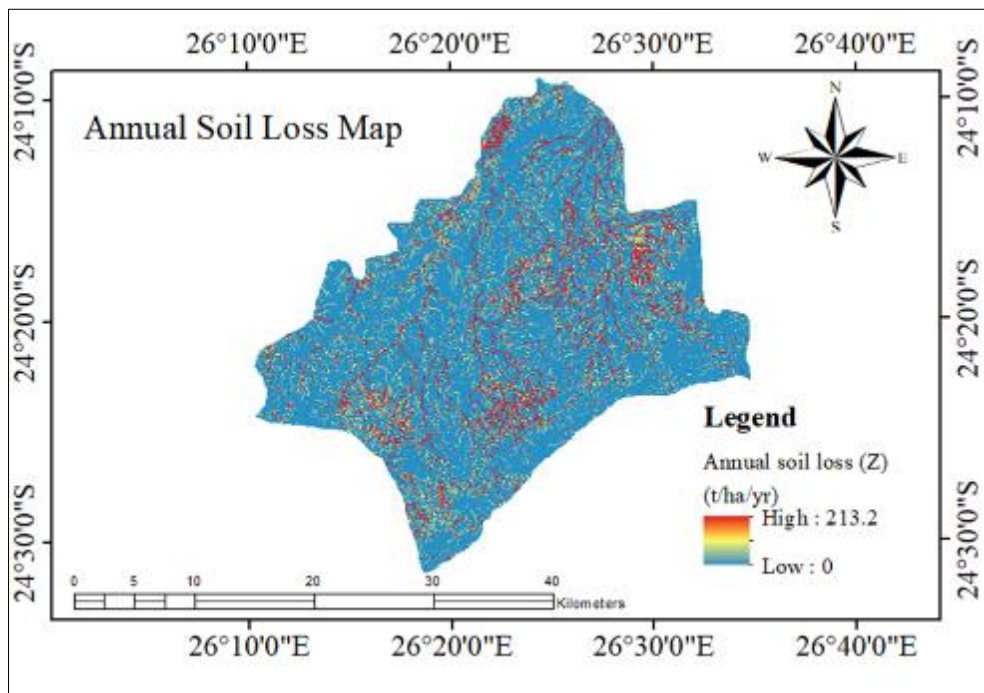 26°10'0"E 26°20'0"E 26°30'0"E 26°40'0"E
24°10'0"S
24°10'0"S
Annual Soil Loss Map
N
W E
S
24°20'0"S
24°20'0"S
Legend
Annual soil loss (Z)
(t/ha/yr)
High : 213.2
Low : 0
24°30'0"S
24°30'0"S
0 5 10 20 30 40
Kilometers
26°10'0"E 26°20'0"E 26°30'0"E 26°40'0"E